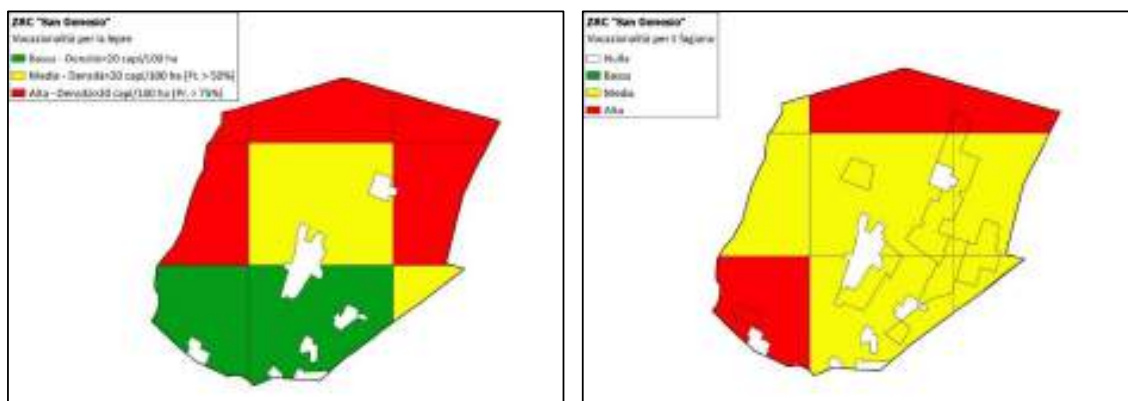 ZRC "San Genesio"
Vocazionalità per la lepre
Bassa - Densità<20 capi/100 ha
Media - Densità>20 capi/100 ha (Pr. > 50%)
Alta - Densità>20 capi/100 ha (Pr. > 75%)
ZRC "San Genesio"
Vocazionalità per il fagiano
Nulla
Bassa
Media
Alta